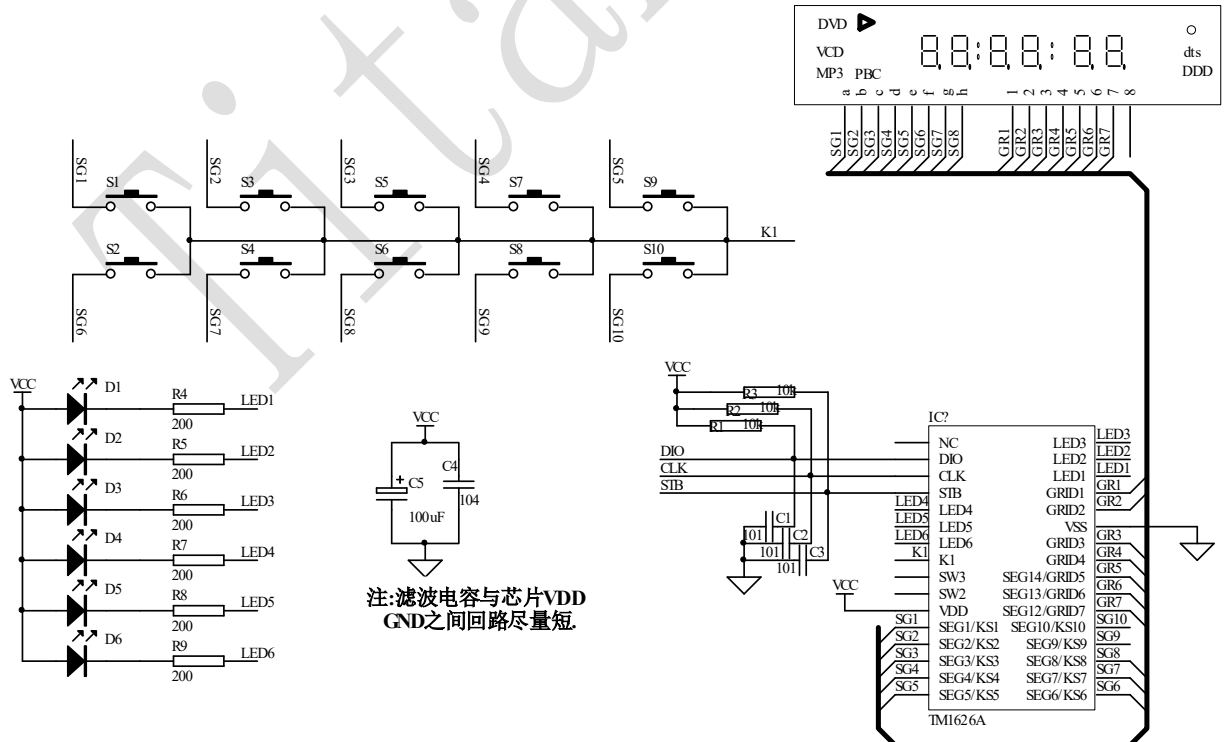 Tita
DVD
VCD
MP3 PBC
dts
DDD
a b c d e f g h 1 2 3 4 5 6 7 8
SG1 SG2 SG3 SG4 SG5 SG6 SG7 SG8 GR1 GR2 GR3 GR4 GR5 GR6 GR7
SG1 SG2 SG3 SG4 SG5
S1 S3 S5 S7 S9
K1
S2 S4 S6 S8 S10
SG6 SG7 SG8 SG9 SG10
VCC
D1 R4 200 LED1
D2 R5 200 LED2
D3 R6 200 LED3
D4 R7 200 LED4
D5 R8 200 LED5
D6 R9 200 LED6
VCC
C4
104
+ C5
100uF
注:滤波电容与芯片VDD
GND之间回路尽量短.
VCC
R3 10k
R2 10k
R1 10k
DIO
CLK
STB
C1 101
C2 101
C3 101
VCC
IC?
NC LED3 LED3
DIO LED2 LED2
CLK LED1 LED1
STB GRID1 GR1
LED4 LED4 GRID2 GR2
LED5 LED5 VSS
LED6 LED6 GRID3 GR3
K1 K1 GRID4 GR4
SW3 SEG14/GRID5 GR5
SW2 SEG13/GRID6 GR6
VDD SEG12/GRID7 GR7
SG1 SEG1/KS1 SEG10/KS10 SG10
SG2 SEG2/KS2 SEG9/KS9 SG9
SG3 SEG3/KS3 SEG8/KS8 SG8
SG4 SEG4/KS4 SEG7/KS7 SG7
SG5 SEG5/KS5 SEG6/KS6 SG6
TM1626A